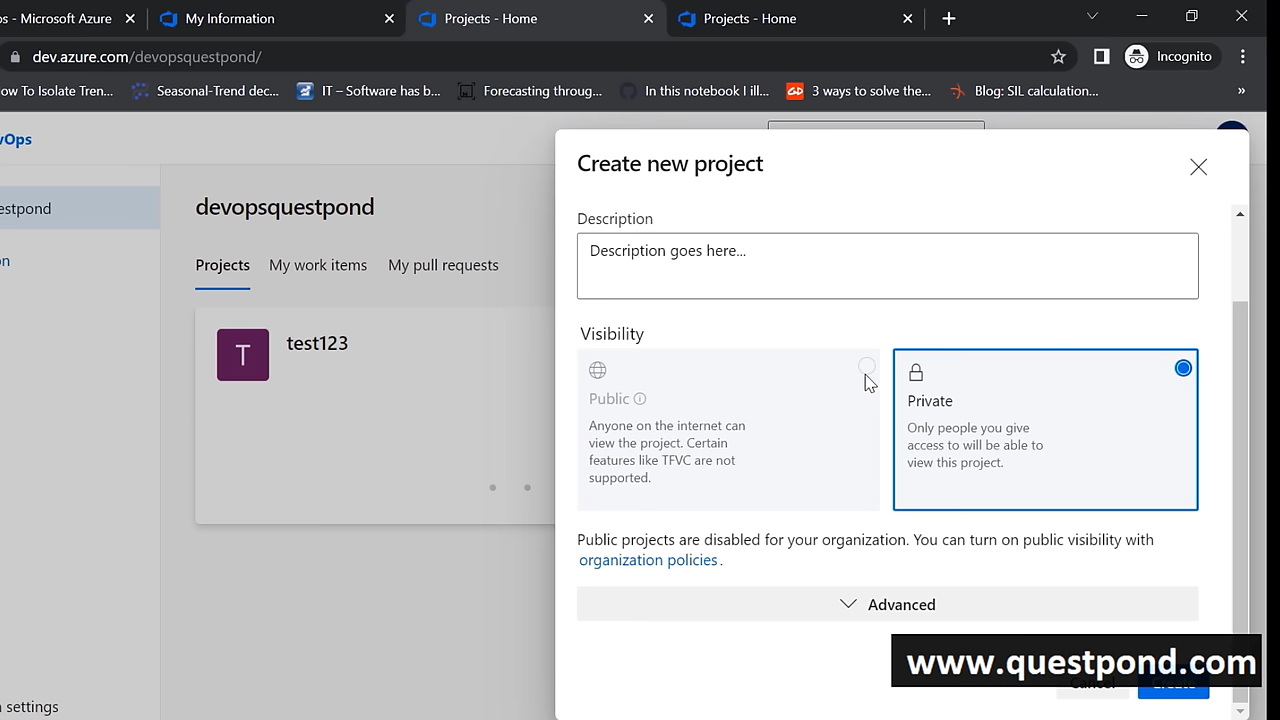 s - Microsoft Azure
My Information
Projects - Home
Projects - Home
dev.azure.com/devopsquestpond/
Incognito
ow To Isolate Tren...
Seasonal-Trend dec...
IT – Software has b...
Forecasting throug...
In this notebook I ill...
3 ways to solve the...
Blog: SIL calculation...
»
vOps
estpond
n
settings
devopsquestpond
Projects
My work items
My pull requests
T
test123
Create new project
Description
Description goes here...
Visibility
Public
Anyone on the internet can
view the project. Certain
features like TFVC are not
supported.
Private
Only people you give
access to will be able to
view this project.
Public projects are disabled for your organization. You can turn on public visibility with
organization policies.
Advanced
Cancel
Create
www.questpond.com